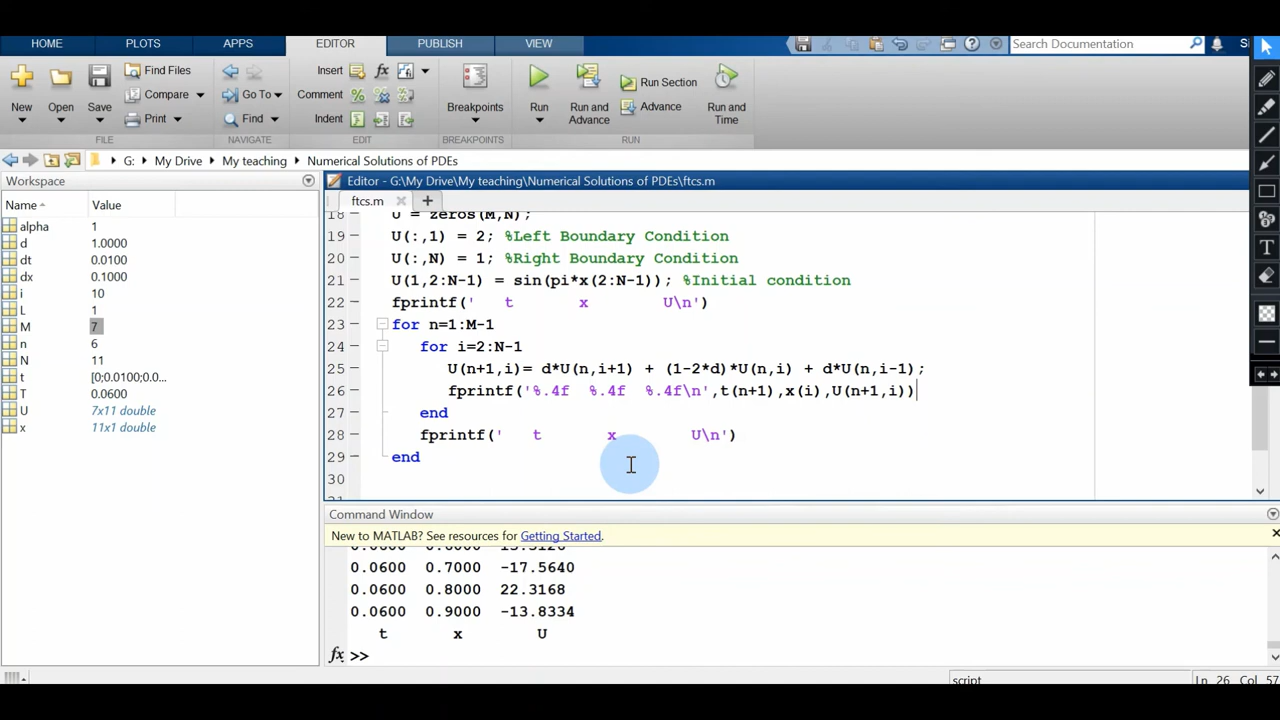 HOME PLOTS APPS EDITOR PUBLISH VIEW Search Documentation
New Open Save Find Files Compare Print Go To Find Insert fx Comment Indent Breakpoints Run Run and Advance Run Section Advance Run and Time
FILE NAVIGATE EDIT BREAKPOINTS RUN
G: My Drive My teaching Numerical Solutions of PDEs
Workspace
Name Value
alpha 1
d 1.0000
dt 0.0100
dx 0.1000
i 10
L 1
M 7
n 6
N 11
t [0;0.0100;0.0...
T 0.0600
U 7x11 double
x 11x1 double
Editor - G:\My Drive\My teaching\Numerical Solutions of PDEs\ftcs.m
ftcs.m
18 U = zeros(M,N);
19 U(:,1) = 2; %Left Boundary Condition
20 U(:,N) = 1; %Right Boundary Condition
21 U(1,2:N-1) = sin(pi*x(2:N-1)); %Initial condition
22 fprintf('   t       x        U\n')
23 for n=1:M-1
24 for i=2:N-1
25 U(n+1,i)= d*U(n,i+1) + (1-2*d)*U(n,i) + d*U(n,i-1);
26 fprintf('%.4f  %.4f  %.4f\n',t(n+1),x(i),U(n+1,i))
27 end
28 fprintf('   t       x        U\n')
29 end
30
Command Window
New to MATLAB? See resources for Getting Started.
0.0600 0.7000 -17.5640
0.0600 0.8000 22.3168
0.0600 0.9000 -13.8334
t x U
fx >>
script Ln 26 Col 57